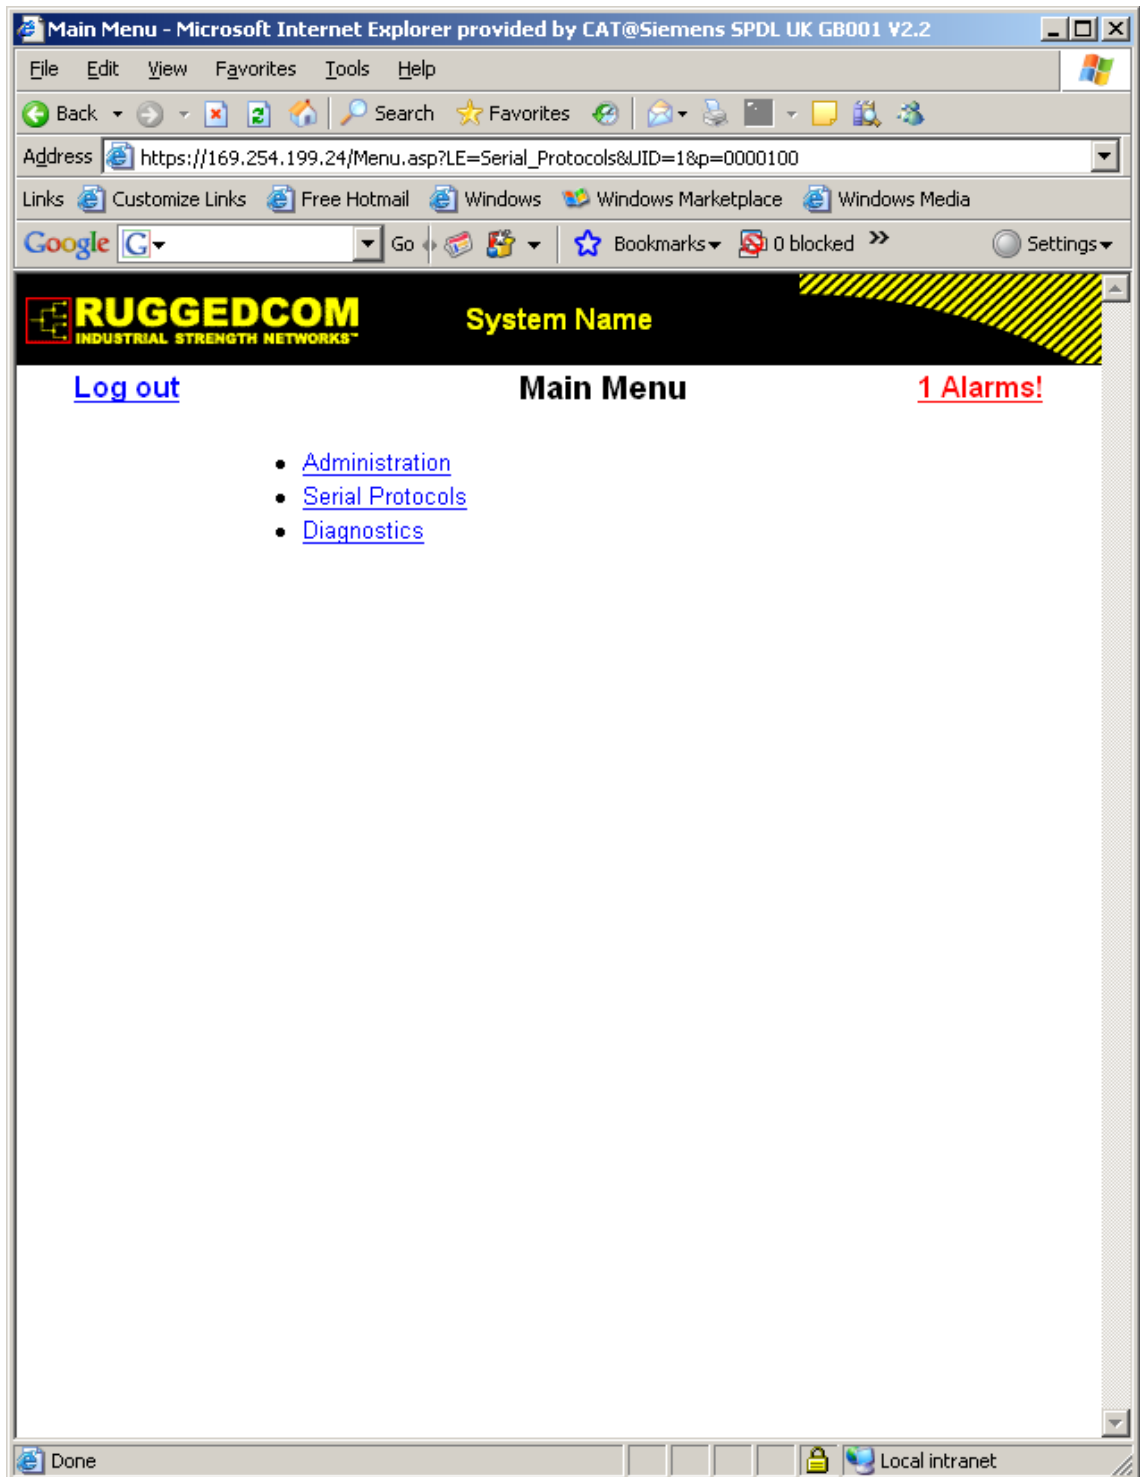 Main Menu - Microsoft Internet Explorer provided by CAT@Siemens SPDL UK GB001 V2.2
File Edit View Favorites Tools Help
Back Search Favorites
Address https://169.254.199.24/Menu.asp?LE=Serial_Protocols&UID=1&p=0000100
Links Customize Links Free Hotmail Windows Windows Marketplace Windows Media
Google G Go Bookmarks 0 blocked » Settings
RUGGEDCOM System Name
INDUSTRIAL STRENGTH NETWORKS™
Log out Main Menu 1 Alarms!
• Administration
• Serial Protocols
• Diagnostics
Done Local intranet